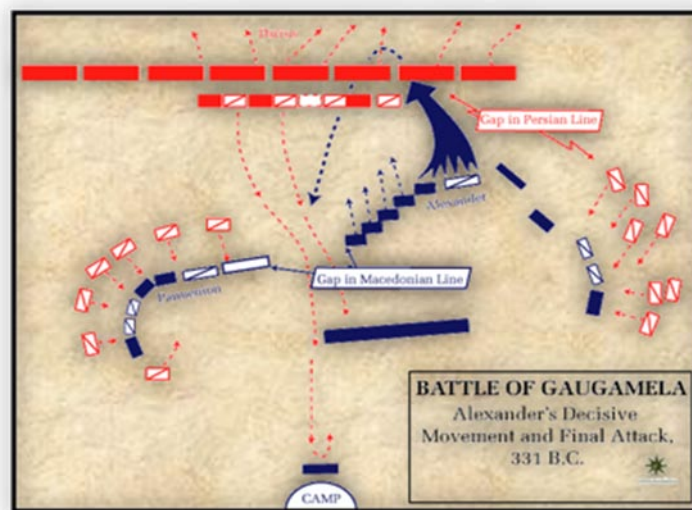 Gap in Persian Line
Alexander
Gap in Macedonian Line
Parmenion
BATTLE OF GAUGAMELA
Alexander's Decisive
Movement and Final Attack,
331 B.C.
CAMP